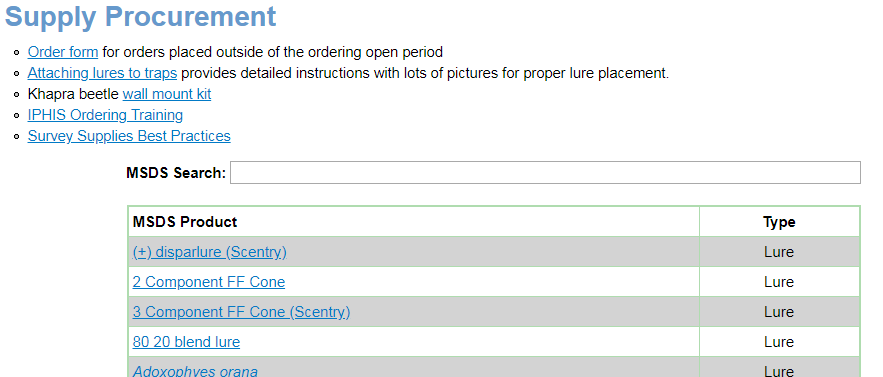 Supply Procurement
Order form for orders placed outside of the ordering open period
Attaching lures to traps provides detailed instructions with lots of pictures for proper lure placement.
Khapra beetle wall mount kit
IPHIS Ordering Training
Survey Supplies Best Practices
MSDS Search:
MSDS Product Type
(+) disparlure (Scentry) Lure
2 Component FF Cone Lure
3 Component FF Cone (Scentry) Lure
80 20 blend lure Lure
Adoxophyes orana Lure